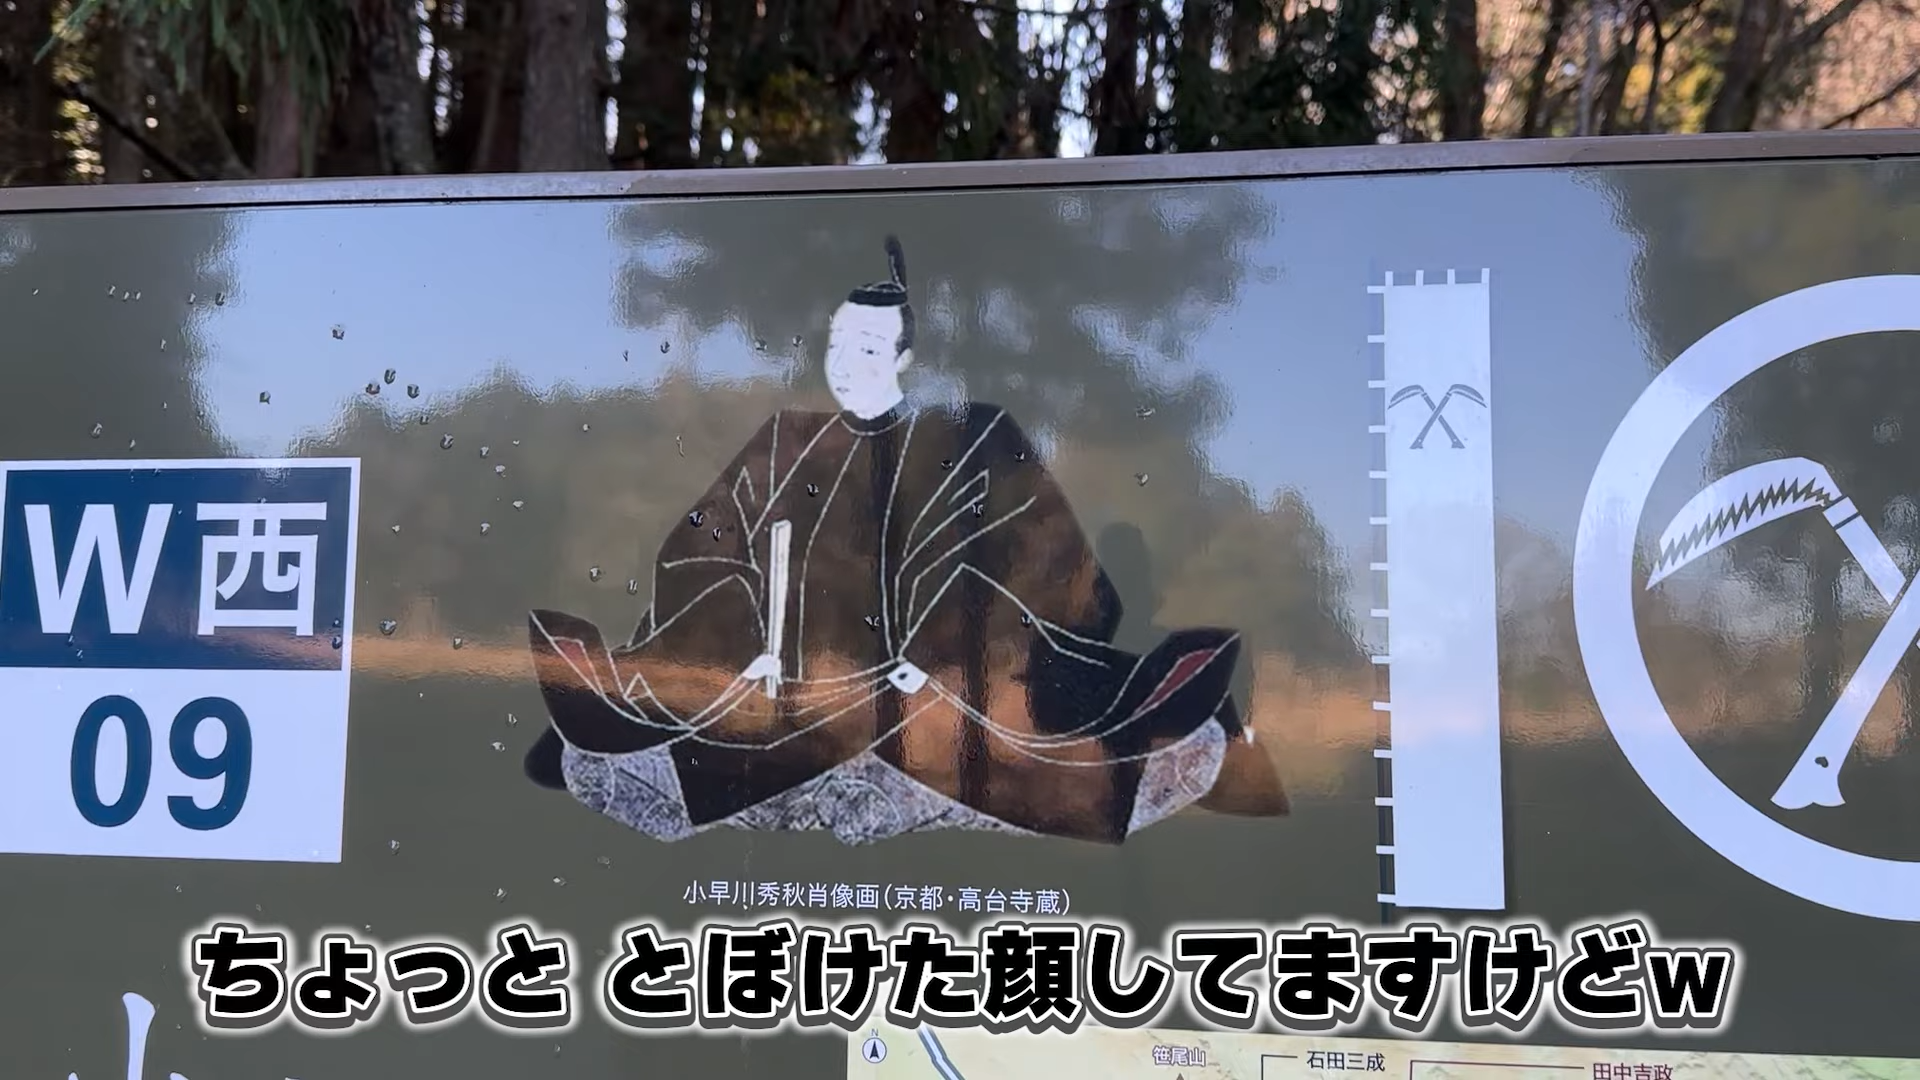 W西
09
小早川秀秋肖像画(京都・高台寺蔵)
ちょっと とぼけた顔してますけどw
N
笹尾山
石田三成
田中吉政